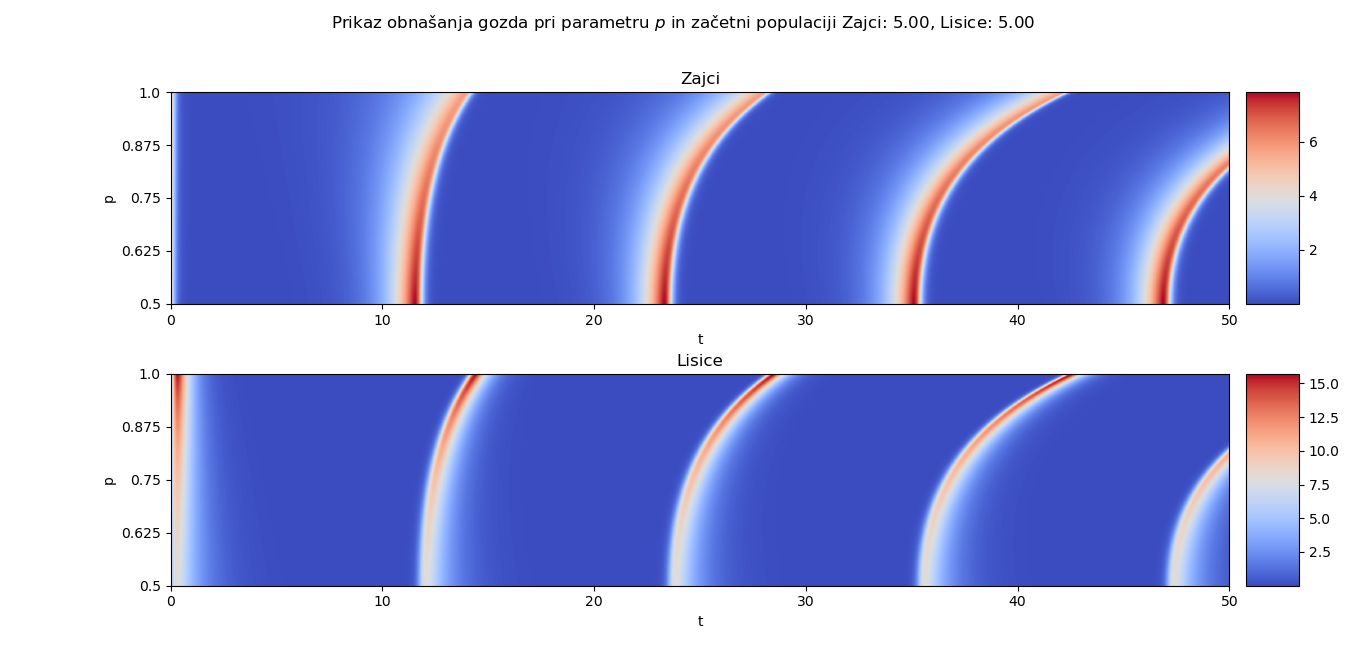 Prikaz obnašanja gozda pri parametru p in začetni populaciji Zajci: 5.00, Lisice: 5.00
Zajci
1.0
0.875
0.75
0.625
0.5
p
0 10 20 30 40 50
t
6
4
2
Lisice
1.0
0.875
0.75
0.625
0.5
p
0 10 20 30 40 50
t
15.0
12.5
10.0
7.5
5.0
2.5